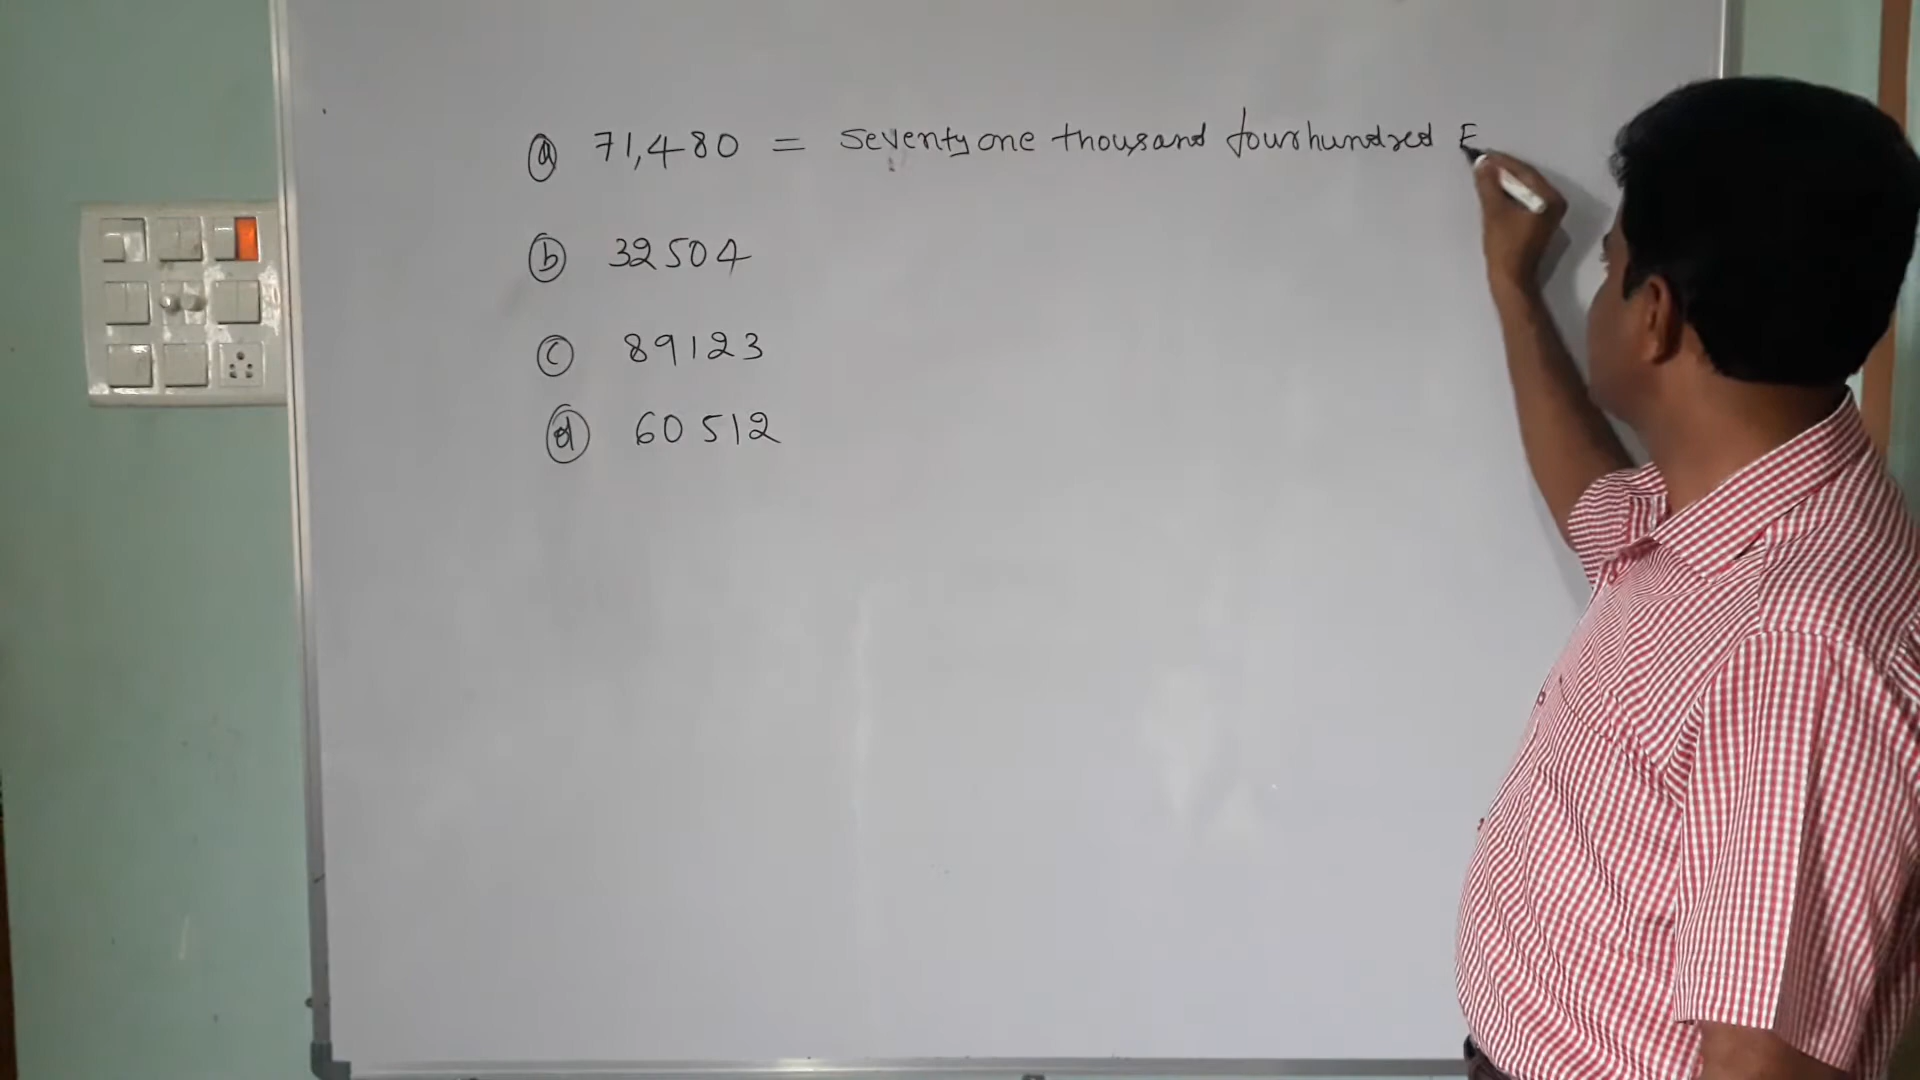 (a) 71,480 = Seventy one thousand four hundred E
(b) 32504
(c) 89123
(d) 60512